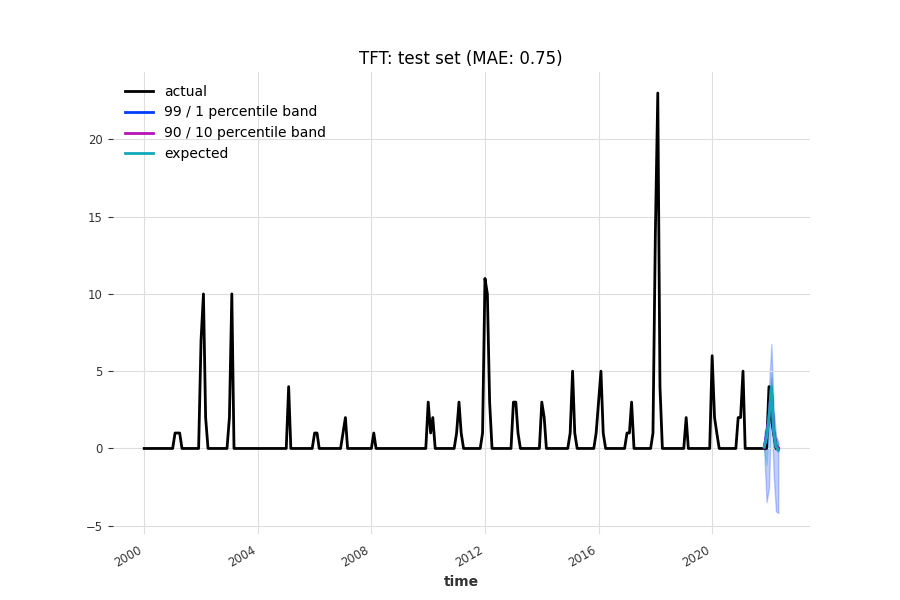 TFT: test set (MAE: 0.75)
actual
99 / 1 percentile band
90 / 10 percentile band
expected
20
15
10
5
0
−5
2000
2004
2008
2012
2016
2020
time